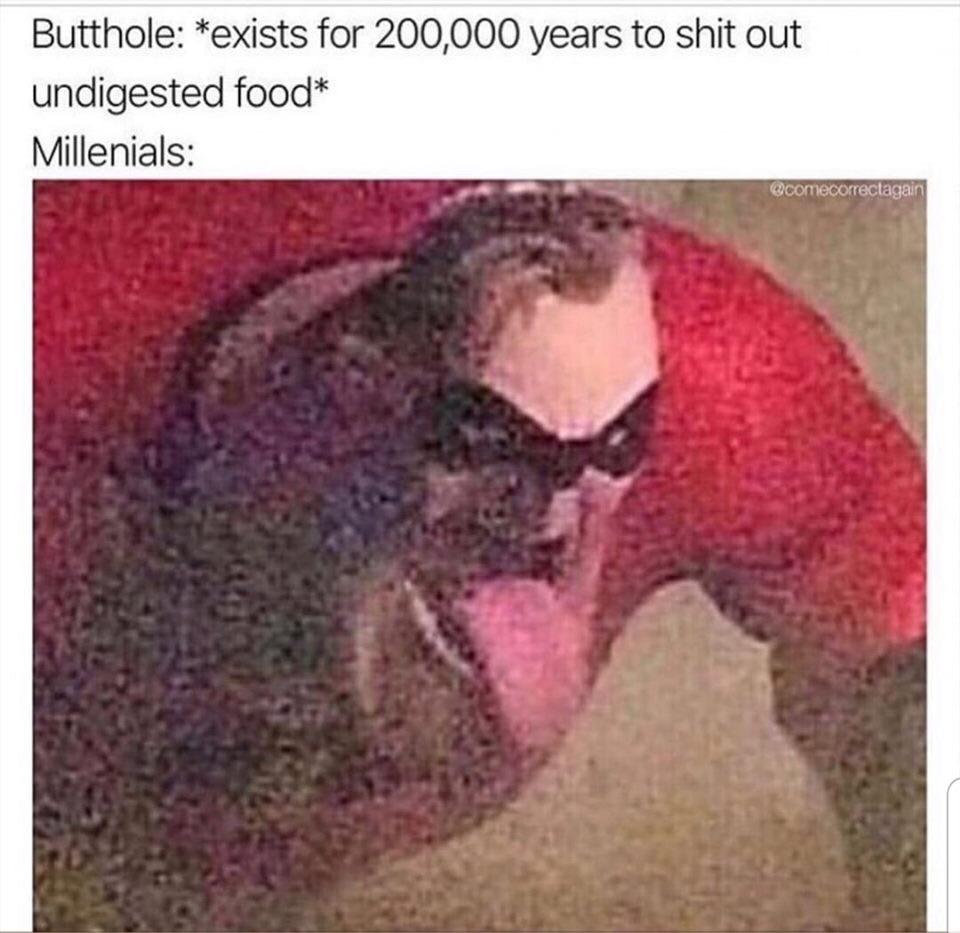 Butthole: *exists for 200,000 years to shit out
undigested food*
Millenials:
@comecorrectagain